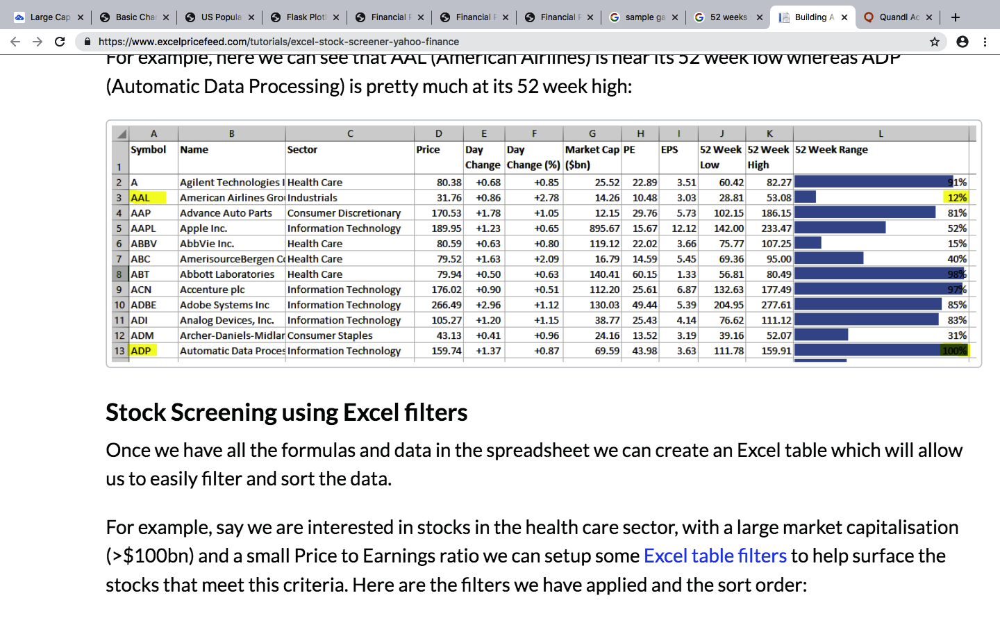 Large Cap
Basic Cha
US Popula
Flask Plotl
Financial F
Financial F
Financial F
sample ga
52 weeks
Building A
Quandl Ac
https://www.excelpricefeed.com/tutorials/excel-stock-screener-yahoo-finance
For example, here we can see that AAL (American Airlines) is near its 52 week low whereas ADP
(Automatic Data Processing) is pretty much at its 52 week high:
A B C D E F G H I J K L
1 Symbol Name Sector Price Day Change Day Change (%) Market Cap ($bn) PE EPS 52 Week Low 52 Week High 52 Week Range
2 A Agilent Technologies I Health Care 80.38 +0.68 +0.85 25.52 22.89 3.51 60.42 82.27 91%
3 AAL American Airlines Gro Industrials 31.76 +0.86 +2.78 14.26 10.48 3.03 28.81 53.08 12%
4 AAP Advance Auto Parts Consumer Discretionary 170.53 +1.78 +1.05 12.15 29.76 5.73 102.15 186.15 81%
5 AAPL Apple Inc. Information Technology 189.95 +1.23 +0.65 895.67 15.67 12.12 142.00 233.47 52%
6 ABBV AbbVie Inc. Health Care 80.59 +0.63 +0.80 119.12 22.02 3.66 75.77 107.25 15%
7 ABC AmerisourceBergen Co Health Care 79.52 +1.63 +2.09 16.79 14.59 5.45 69.36 95.00 40%
8 ABT Abbott Laboratories Health Care 79.94 +0.50 +0.63 140.41 60.15 1.33 56.81 80.49 98%
9 ACN Accenture plc Information Technology 176.02 +0.90 +0.51 112.20 25.61 6.87 132.63 177.49 97%
10 ADBE Adobe Systems Inc Information Technology 266.49 +2.96 +1.12 130.03 49.44 5.39 204.95 277.61 85%
11 ADI Analog Devices, Inc. Information Technology 105.27 +1.20 +1.15 38.77 25.43 4.14 76.62 111.12 83%
12 ADM Archer-Daniels-Midlar Consumer Staples 43.13 +0.41 +0.96 24.16 13.52 3.19 39.16 52.07 31%
13 ADP Automatic Data Proces Information Technology 159.74 +1.37 +0.87 69.59 43.98 3.63 111.78 159.91 100%
Stock Screening using Excel filters
Once we have all the formulas and data in the spreadsheet we can create an Excel table which will allow
us to easily filter and sort the data.
For example, say we are interested in stocks in the health care sector, with a large market capitalisation
(>$100bn) and a small Price to Earnings ratio we can setup some Excel table filters to help surface the
stocks that meet this criteria. Here are the filters we have applied and the sort order: